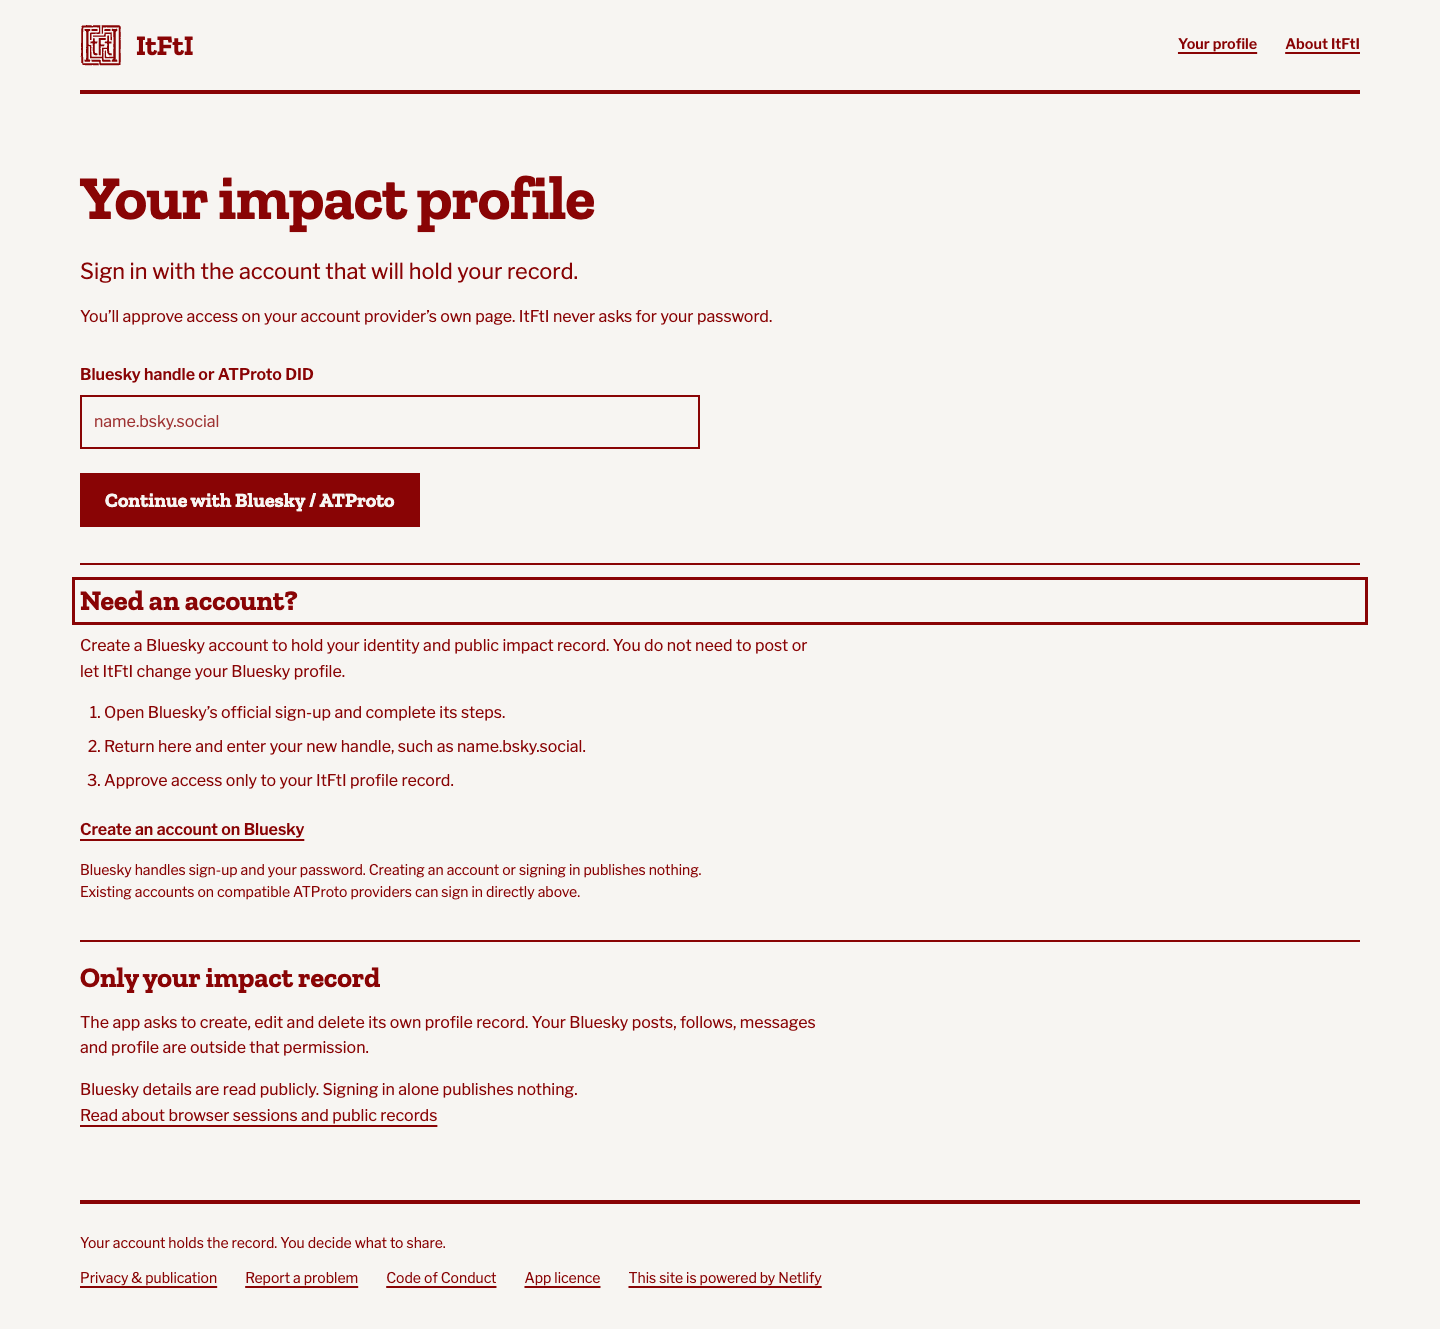 ItFtI
ItFtI
Your profile
About ItFtI
Your impact profile
Sign in with the account that will hold your record.
You’ll approve access on your account provider’s own page. ItFtI never asks for your password.
Bluesky handle or ATProto DID
name.bsky.social
Continue with Bluesky / ATProto
Need an account?
Create a Bluesky account to hold your identity and public impact record. You do not need to post or
let ItFtI change your Bluesky profile.
1. Open Bluesky’s official sign-up and complete its steps.
2. Return here and enter your new handle, such as name.bsky.social.
3. Approve access only to your ItFtI profile record.
Create an account on Bluesky
Bluesky handles sign-up and your password. Creating an account or signing in publishes nothing.
Existing accounts on compatible ATProto providers can sign in directly above.
Only your impact record
The app asks to create, edit and delete its own profile record. Your Bluesky posts, follows, messages
and profile are outside that permission.
Bluesky details are read publicly. Signing in alone publishes nothing.
Read about browser sessions and public records
Your account holds the record. You decide what to share.
Privacy & publication
Report a problem
Code of Conduct
App licence
This site is powered by Netlify